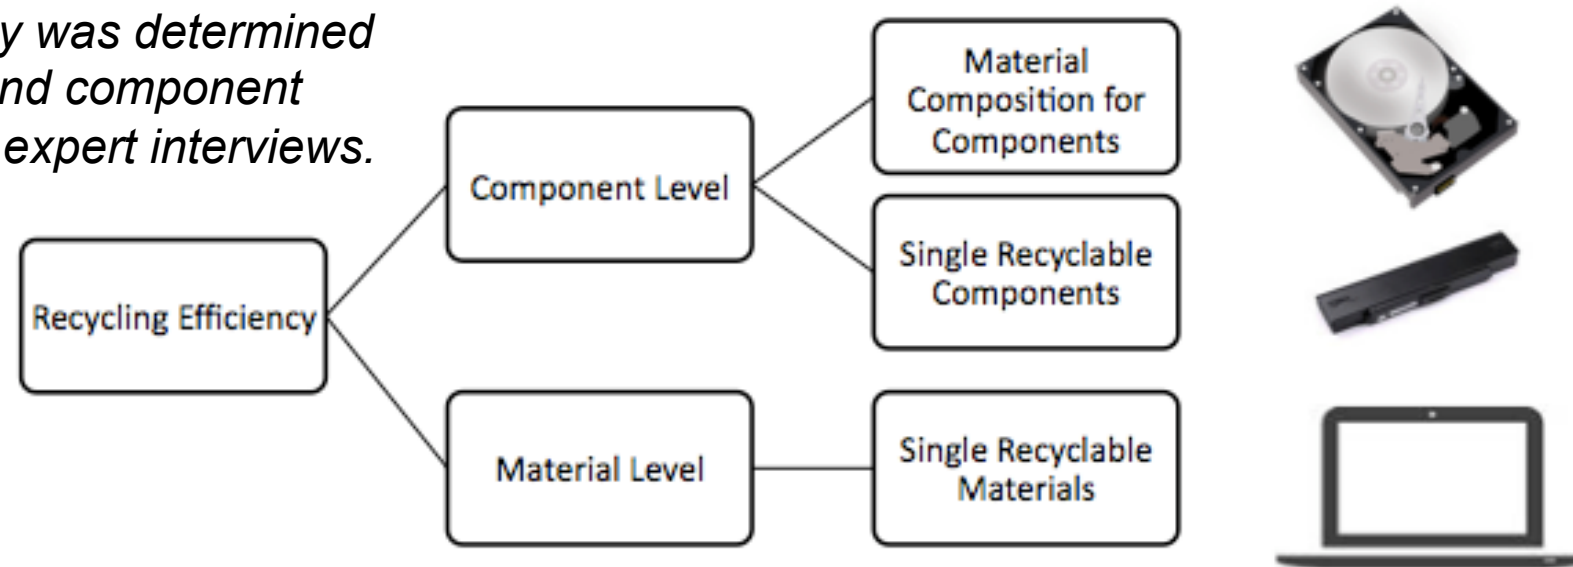 y was determined
nd component
expert interviews.
Recycling Efficiency
Component Level
Material Level
Material
Composition for
Components
Single Recyclable
Components
Single Recyclable
Materials